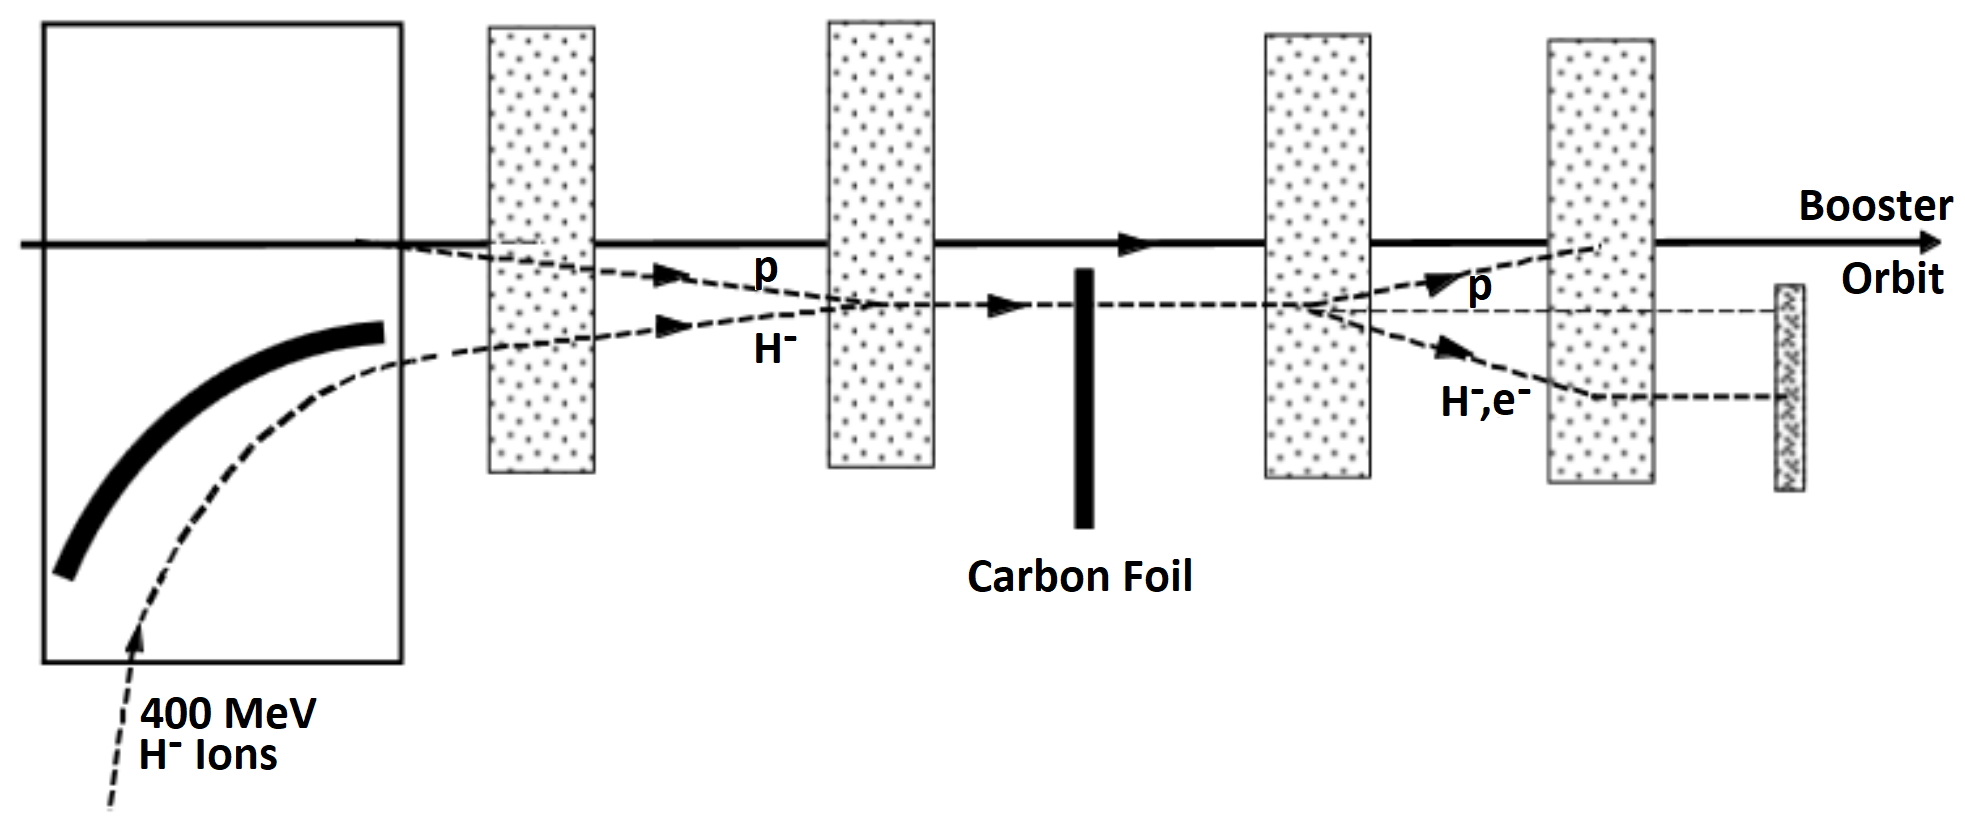 Booster
Orbit
p
H⁻
p
H⁻,e⁻
Carbon Foil
400 MeV
H⁻ Ions